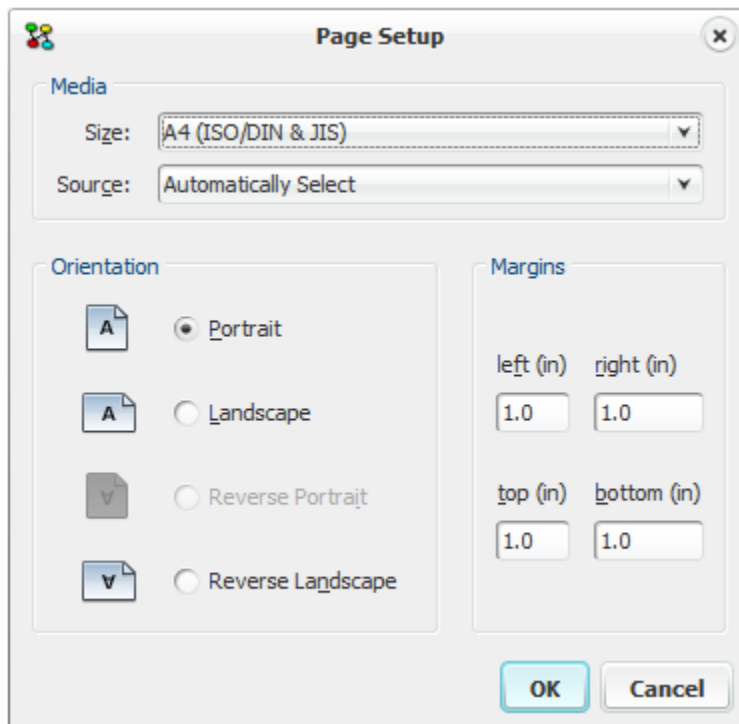 Page Setup
Media
Size: A4 (ISO/DIN & JIS)
Source: Automatically Select
Orientation
A Portrait
A Landscape
A Reverse Portrait
A Reverse Landscape
Margins
left (in) right (in)
1.0 1.0
top (in) bottom (in)
1.0 1.0
OK Cancel